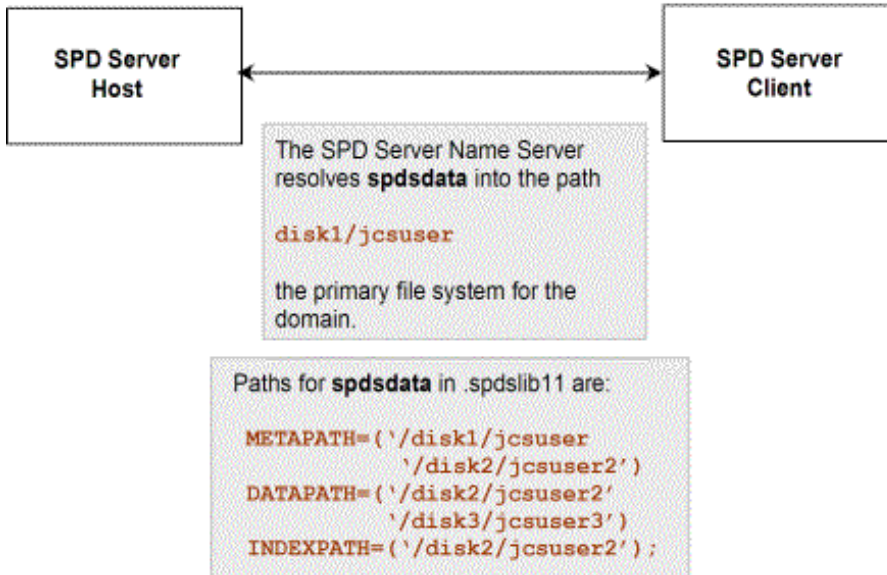 SPD Server
Host
SPD Server
Client
The SPD Server Name Server
resolves spdsdata into the path
disk1/jcsuser
the primary file system for the
domain.
Paths for spdsdata in .spdslib11 are:
METAPATH=(‘/disk1/jcsuser
‘/disk2/jcsuser2’)
DATAPATH=(‘/disk2/jcsuser2’
‘/disk3/jcsuser3’)
INDEXPATH=(‘/disk2/jcsuser2’);